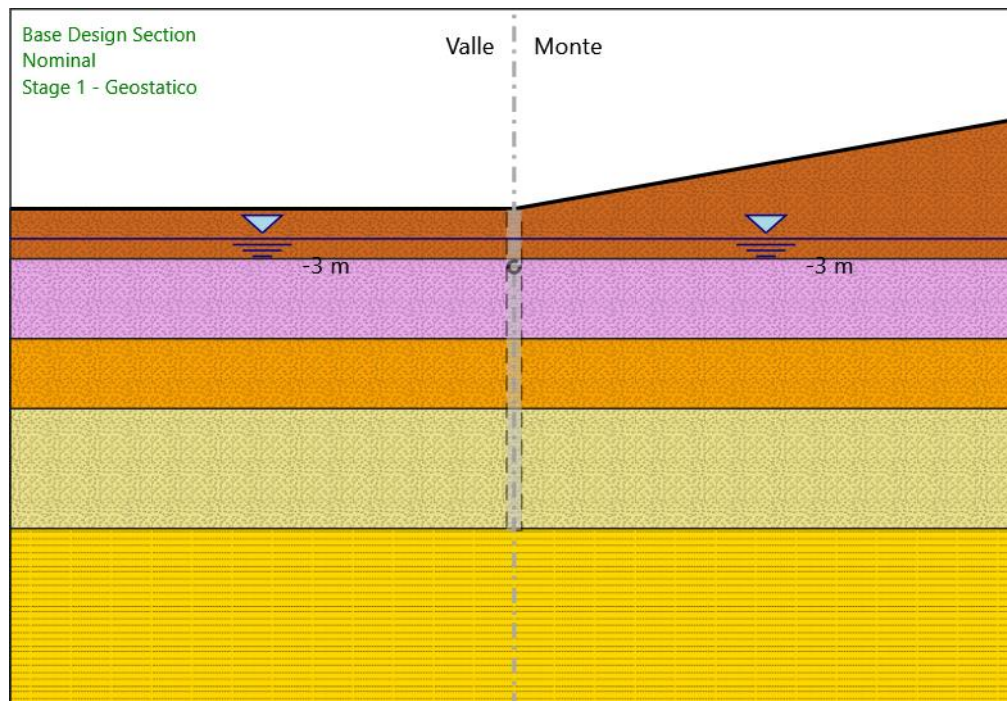 Base Design Section
Nominal
Stage 1 - Geostatico
Valle
Monte
-3 m
-3 m